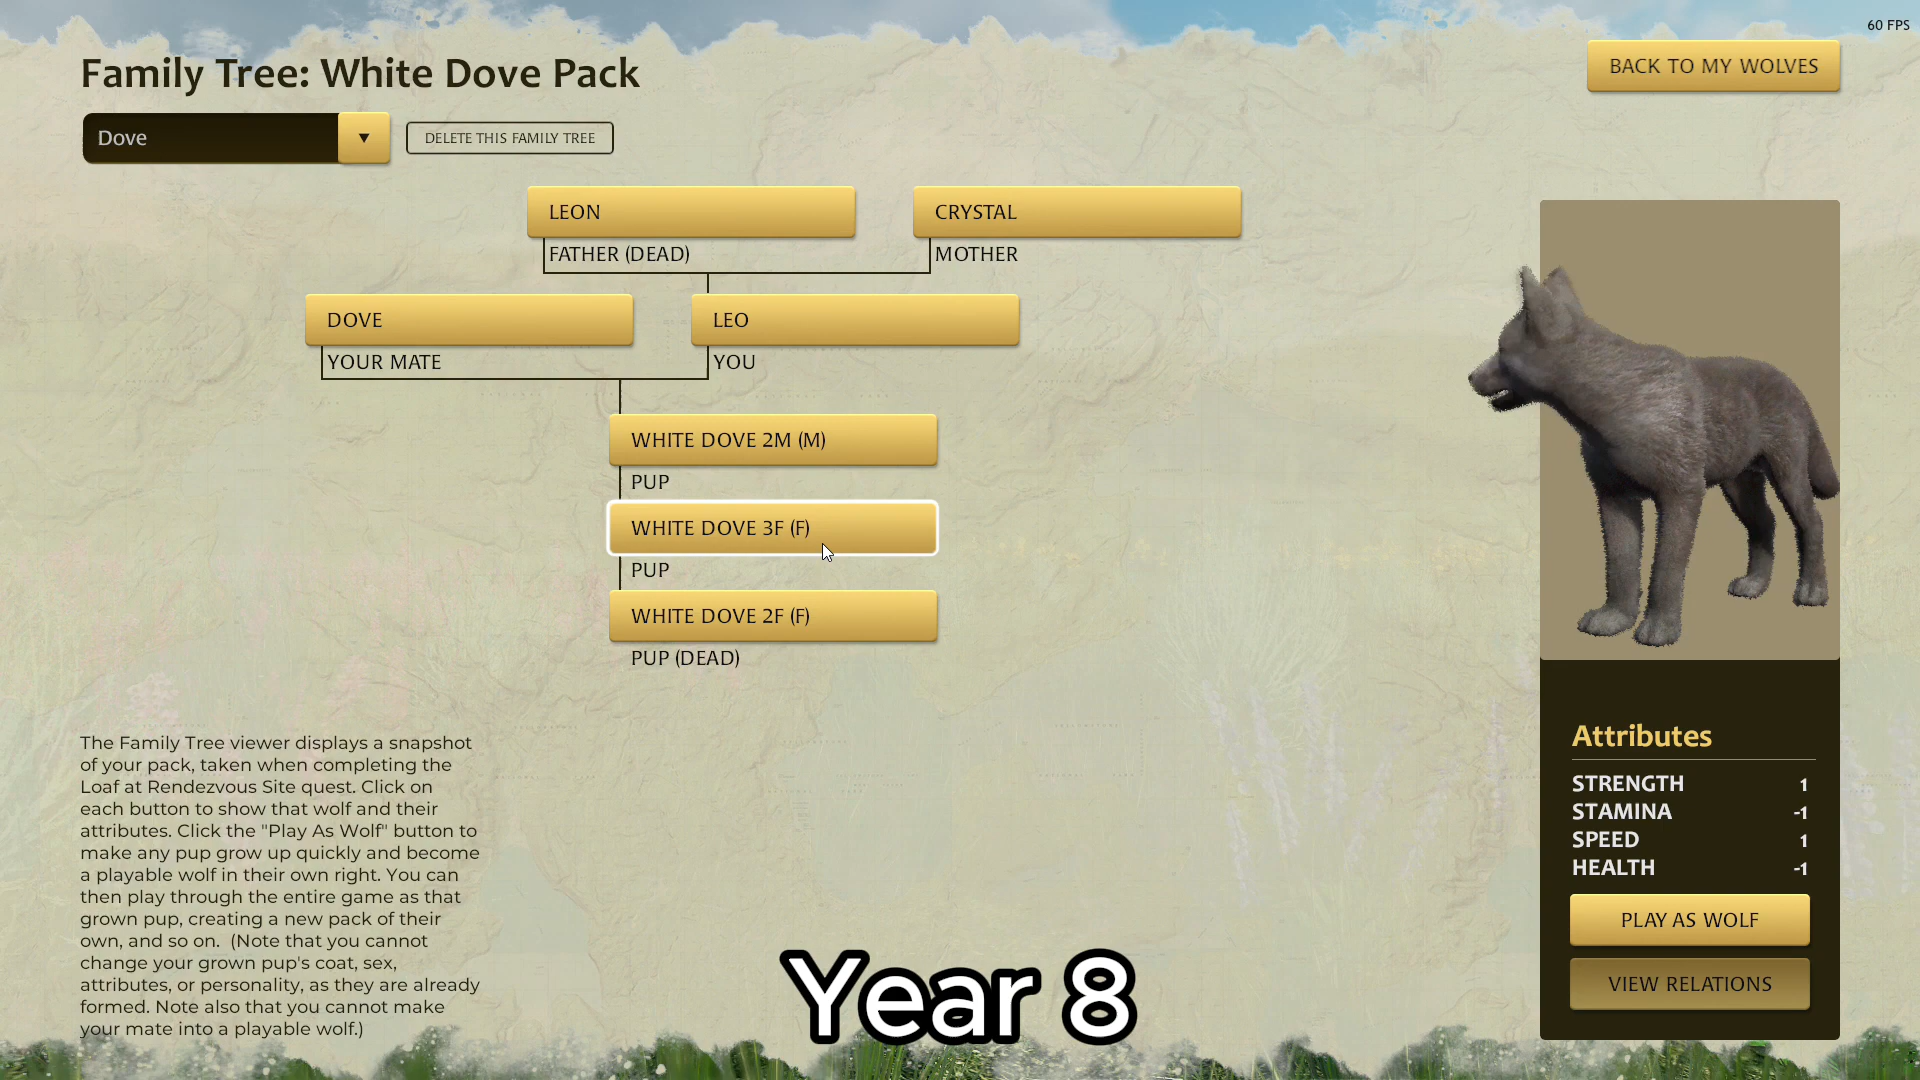 60 FPS
Family Tree: White Dove Pack
BACK TO MY WOLVES
Dove
▼
DELETE THIS FAMILY TREE
LEON
CRYSTAL
FATHER (DEAD)
MOTHER
DOVE
LEO
YOUR MATE
YOU
WHITE DOVE 2M (M)
PUP
WHITE DOVE 3F (F)
PUP
WHITE DOVE 2F (F)
PUP (DEAD)
The Family Tree viewer displays a snapshot
of your pack, taken when completing the
Loaf at Rendezvous Site quest. Click on
each button to show that wolf and their
attributes. Click the "Play As Wolf" button to
make any pup grow up quickly and become
a playable wolf in their own right. You can
then play through the entire game as that
grown pup, creating a new pack of their
own, and so on.  (Note that you cannot
change your grown pup's coat, sex,
attributes, or personality, as they are already
formed. Note also that you cannot make
your mate into a playable wolf.)
Attributes
STRENGTH 1
STAMINA -1
SPEED 1
HEALTH -1
PLAY AS WOLF
VIEW RELATIONS
Year 8